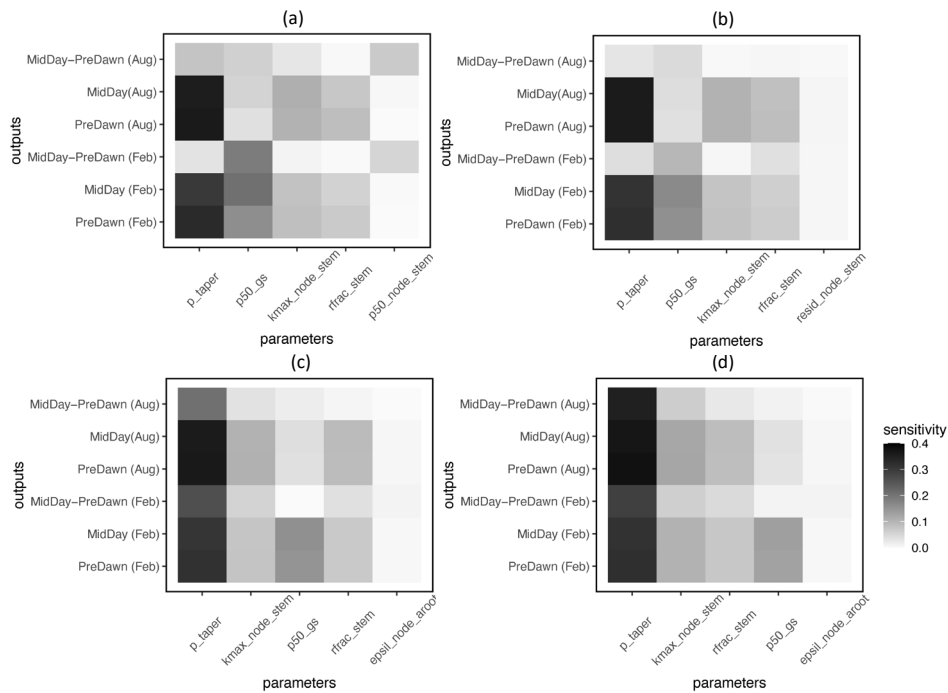 (a)
outputs
MidDay−PreDawn (Aug)
MidDay(Aug)
PreDawn (Aug)
MidDay−PreDawn (Feb)
MidDay (Feb)
PreDawn (Feb)
p_taper
p50_gs
kmax_node_stem
rfrac_stem
p50_node_stem
parameters
(b)
outputs
MidDay−PreDawn (Aug)
MidDay(Aug)
PreDawn (Aug)
MidDay−PreDawn (Feb)
MidDay (Feb)
PreDawn (Feb)
p_taper
p50_gs
kmax_node_stem
rfrac_stem
resid_node_stem
parameters
(c)
outputs
MidDay−PreDawn (Aug)
MidDay(Aug)
PreDawn (Aug)
MidDay−PreDawn (Feb)
MidDay (Feb)
PreDawn (Feb)
p_taper
kmax_node_stem
p50_gs
rfrac_stem
epsil_node_aroot
parameters
(d)
outputs
MidDay−PreDawn (Aug)
MidDay(Aug)
PreDawn (Aug)
MidDay−PreDawn (Feb)
MidDay (Feb)
PreDawn (Feb)
p_taper
kmax_node_stem
rfrac_stem
p50_gs
epsil_node_aroot
parameters
sensitivity
0.4
0.3
0.2
0.1
0.0